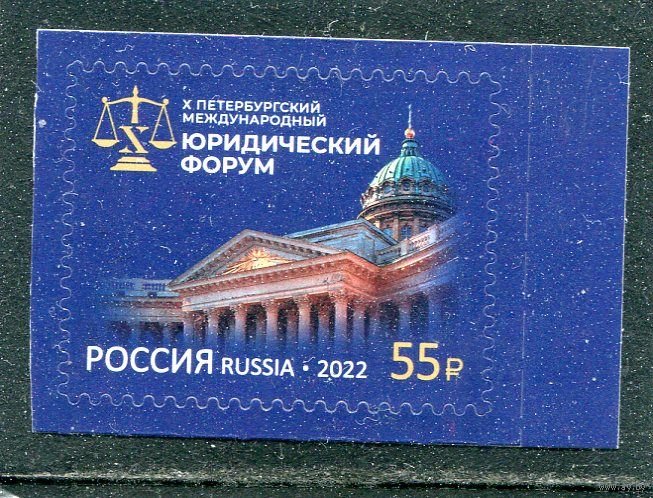 X ПЕТЕРБУРГСКИЙ
МЕЖДУНАРОДНЫЙ
ЮРИДИЧЕСКИЙ
ФОРУМ
X
РОССИЯ RUSSIA • 2022 55₽